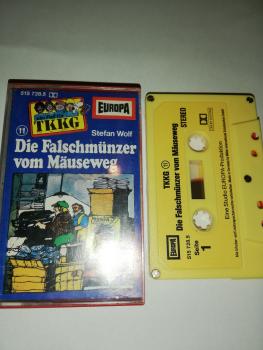 515 728.5
EUROPA
TKKG
11
Stefan Wolf
Die Falschmünzer
vom Mäuseweg
STEREO
TKKG 11
Die Falschmünzer vom Mäuseweg
Eine Studio EUROPA-Produktion
EUROPA
515 728.5
Seite
1